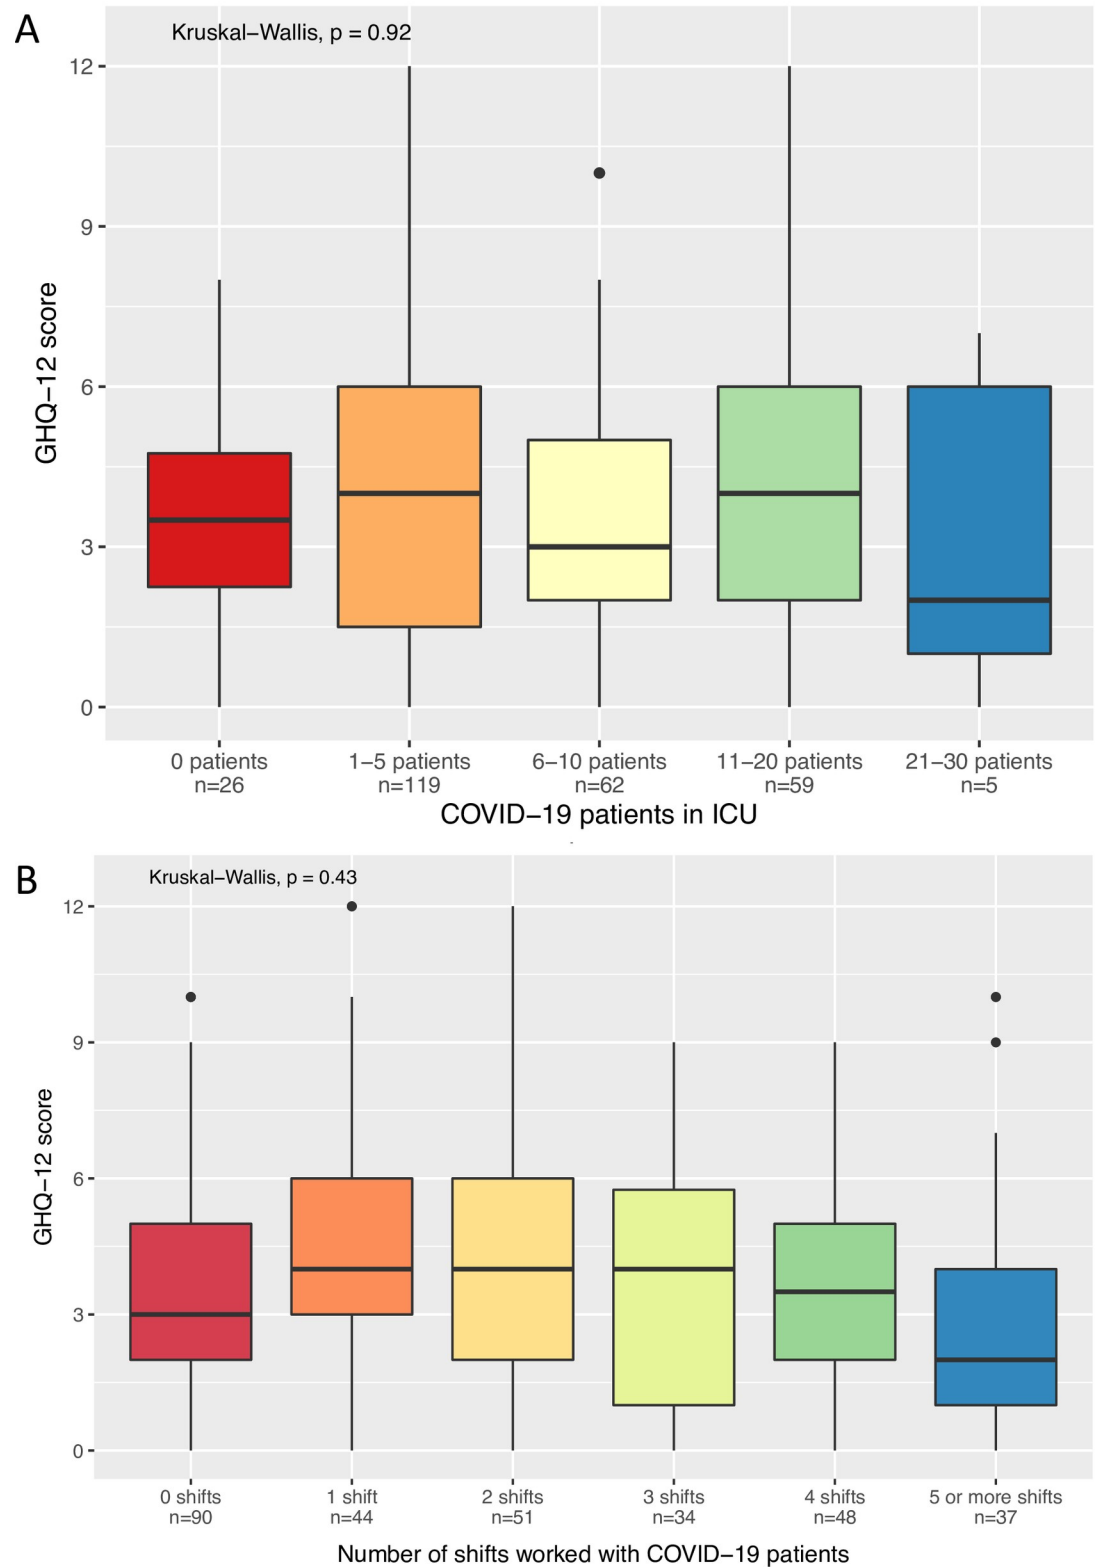 A
Kruskal−Wallis, p = 0.92
12
9
6
3
0
GHQ−12 score
0 patients
n=26
1−5 patients
n=119
6−10 patients
n=62
11−20 patients
n=59
21−30 patients
n=5
COVID−19 patients in ICU
B
Kruskal−Wallis, p = 0.43
12
9
6
3
0
GHQ−12 score
0 shifts
n=90
1 shift
n=44
2 shifts
n=51
3 shifts
n=34
4 shifts
n=48
5 or more shifts
n=37
Number of shifts worked with COVID−19 patients